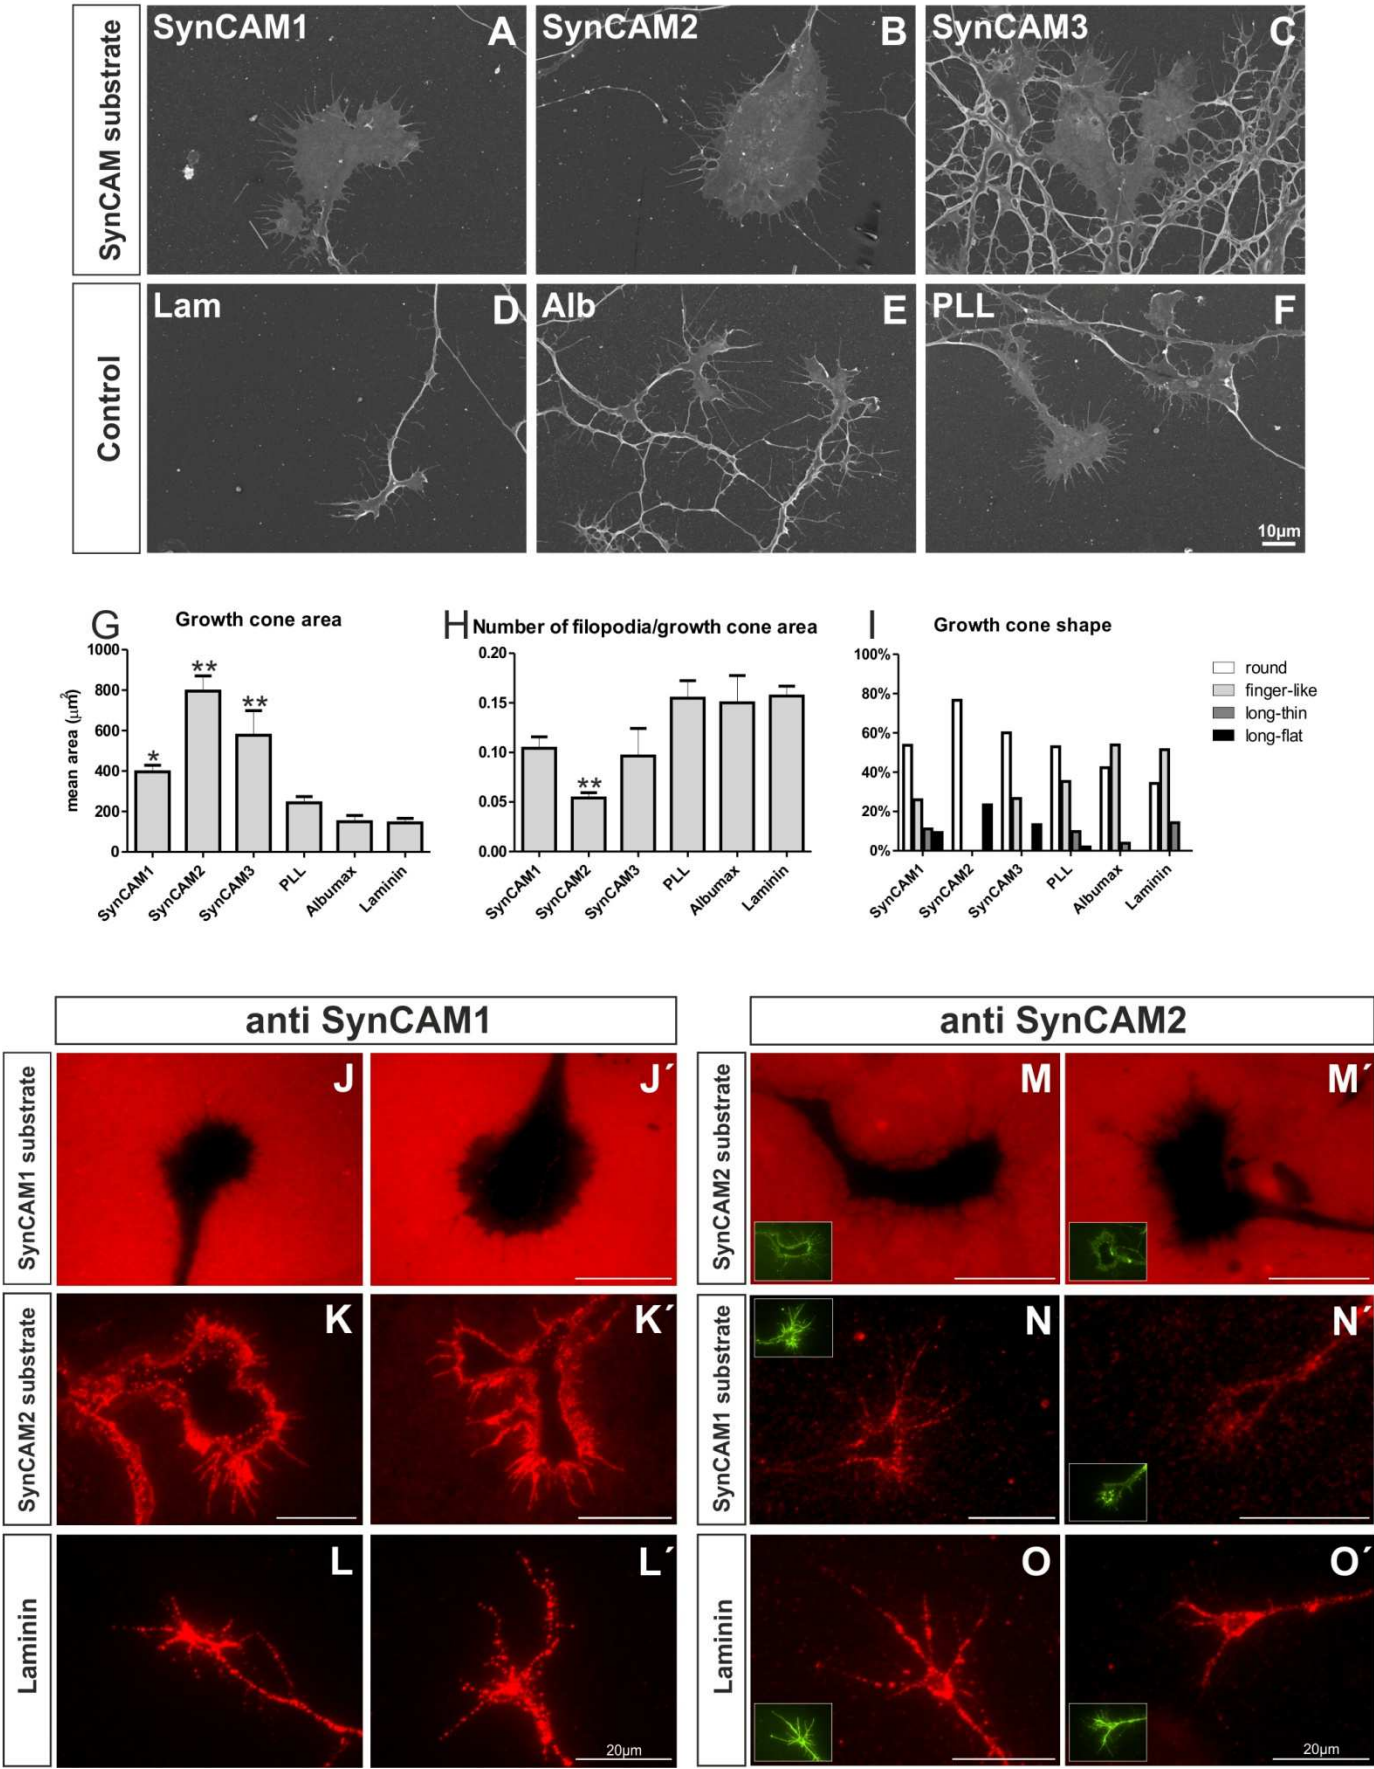 SynCAM substrate
SynCAM1
A
SynCAM2
B
SynCAM3
C
Control
Lam
D
Alb
E
PLL
F
10µm
G
Growth cone area
mean area (µm²)
1000
800
600
400
200
0
*
**
**
SynCAM1
SynCAM2
SynCAM3
PLL
Albumax
Laminin
H
Number of filopodia/growth cone area
0.20
0.15
0.10
0.05
0.00
**
SynCAM1
SynCAM2
SynCAM3
PLL
Albumax
Laminin
I
Growth cone shape
100%
80%
60%
40%
20%
0%
SynCAM1
SynCAM2
SynCAM3
PLL
Albumax
Laminin
round
finger-like
long-thin
long-flat
anti SynCAM1
SynCAM1 substrate
J
J´
SynCAM2 substrate
K
K´
Laminin
L
L´
20µm
anti SynCAM2
SynCAM2 substrate
M
M´
SynCAM1 substrate
N
N´
Laminin
O
O´
20µm